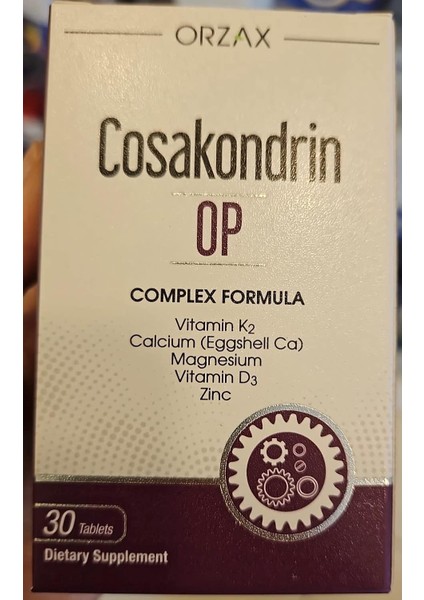 ORZAX
Cosakondrin
OP
COMPLEX FORMULA
Vitamin K₂
Calcium (Eggshell Ca)
Magnesium
Vitamin D₃
Zinc
30 Tablets
Dietary Supplement